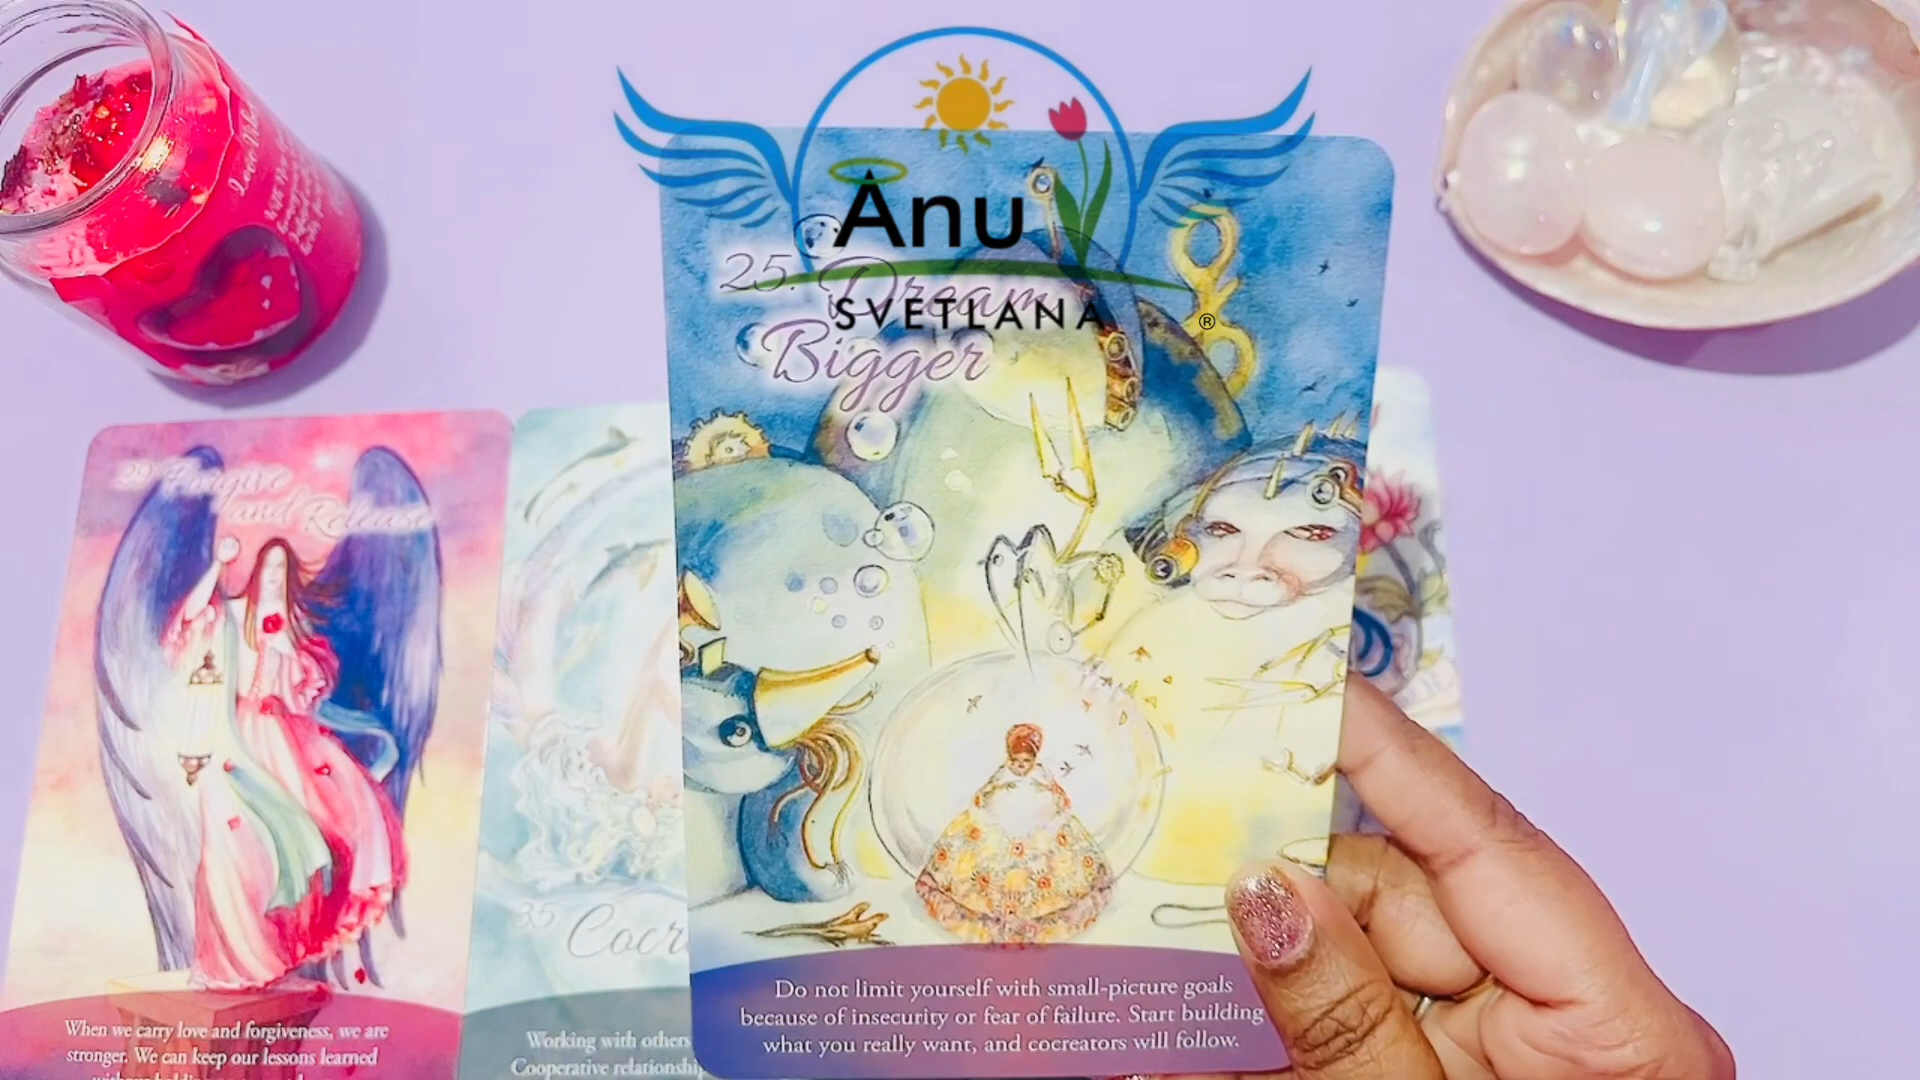 Anu
SVETLANA
®
25. Dream
Bigger
Do not limit yourself with small-picture goals
because of insecurity or fear of failure. Start building
what you really want, and cocreators will follow.
29 Forgive
and Release
When we carry love and forgiveness, we are
stronger. We can keep our lessons learned
35
Working with others
Cooperative